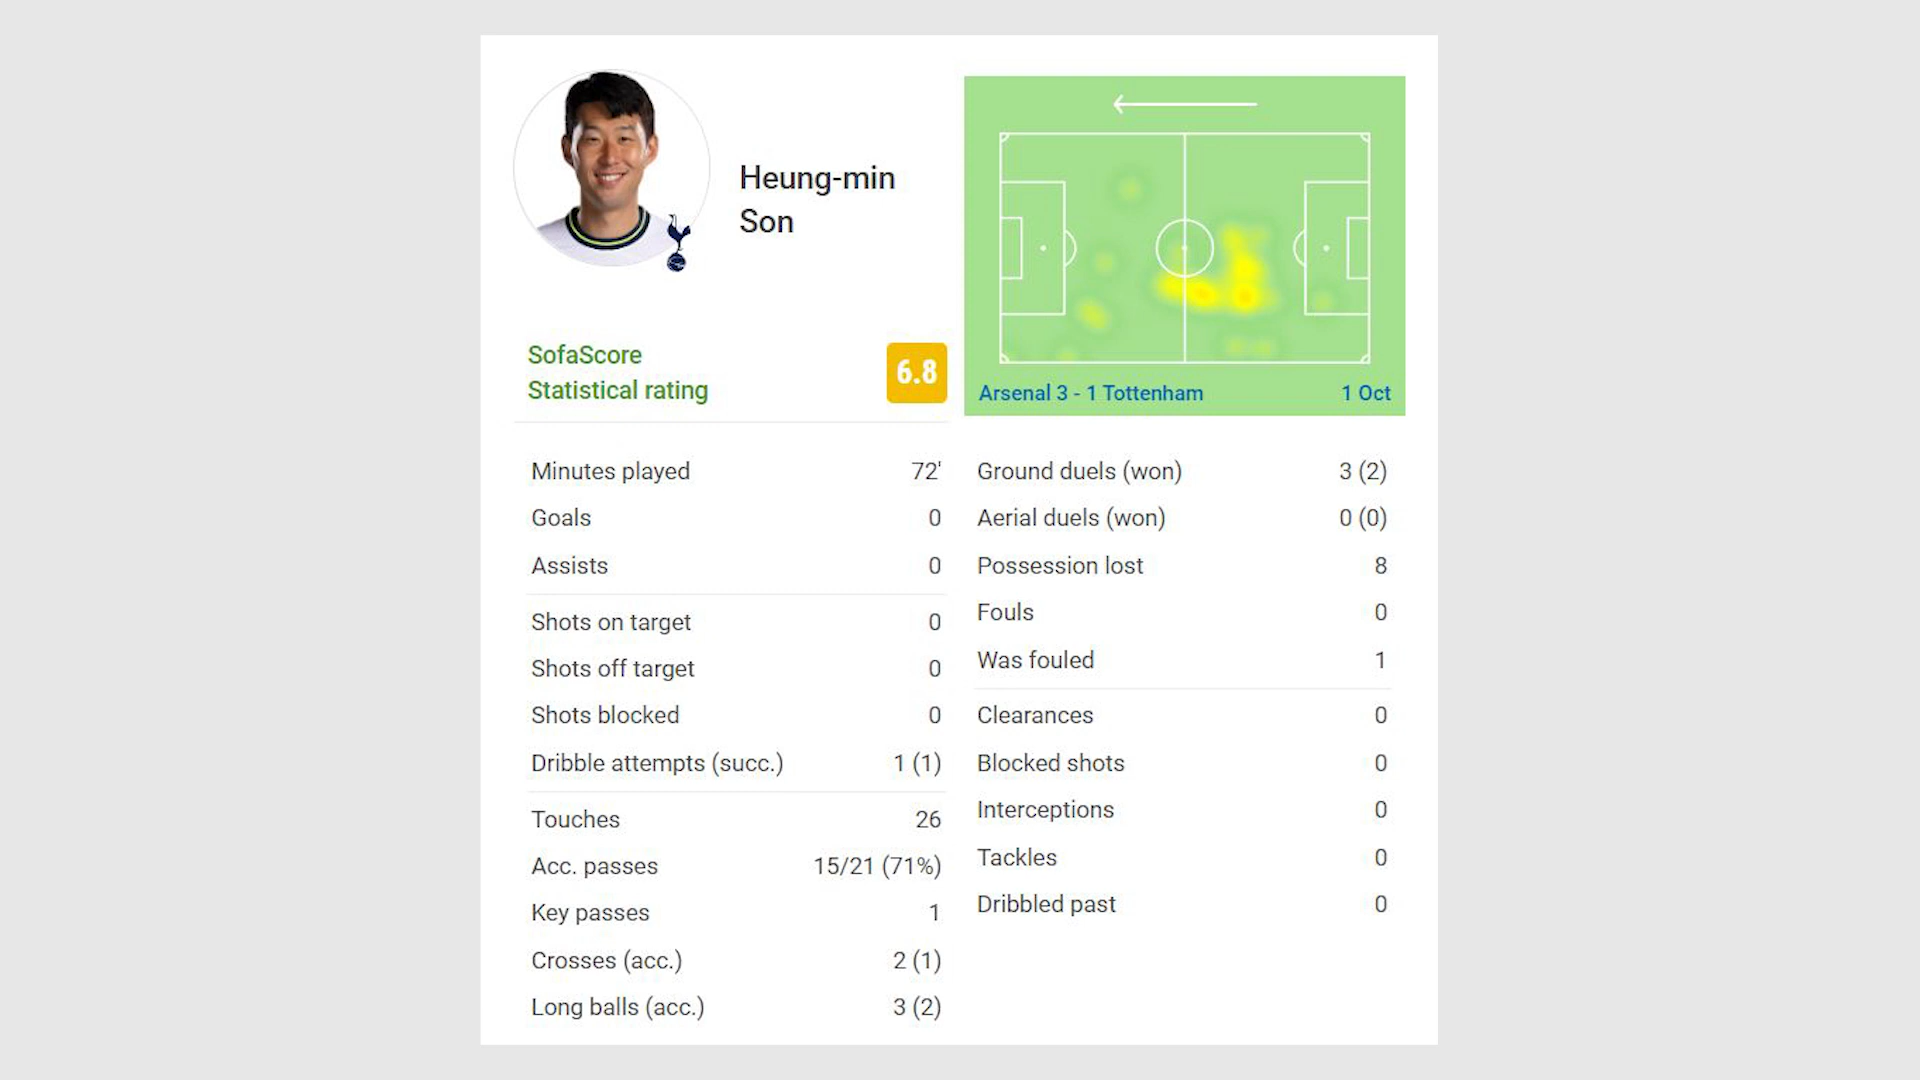 Heung-min
Son
SofaScore
Statistical rating
6.8
Arsenal 3 - 1 Tottenham 1 Oct
Minutes played 72'
Goals 0
Assists 0
Shots on target 0
Shots off target 0
Shots blocked 0
Dribble attempts (succ.) 1 (1)
Touches 26
Acc. passes 15/21 (71%)
Key passes 1
Crosses (acc.) 2 (1)
Long balls (acc.) 3 (2)
Ground duels (won) 3 (2)
Aerial duels (won) 0 (0)
Possession lost 8
Fouls 0
Was fouled 1
Clearances 0
Blocked shots 0
Interceptions 0
Tackles 0
Dribbled past 0